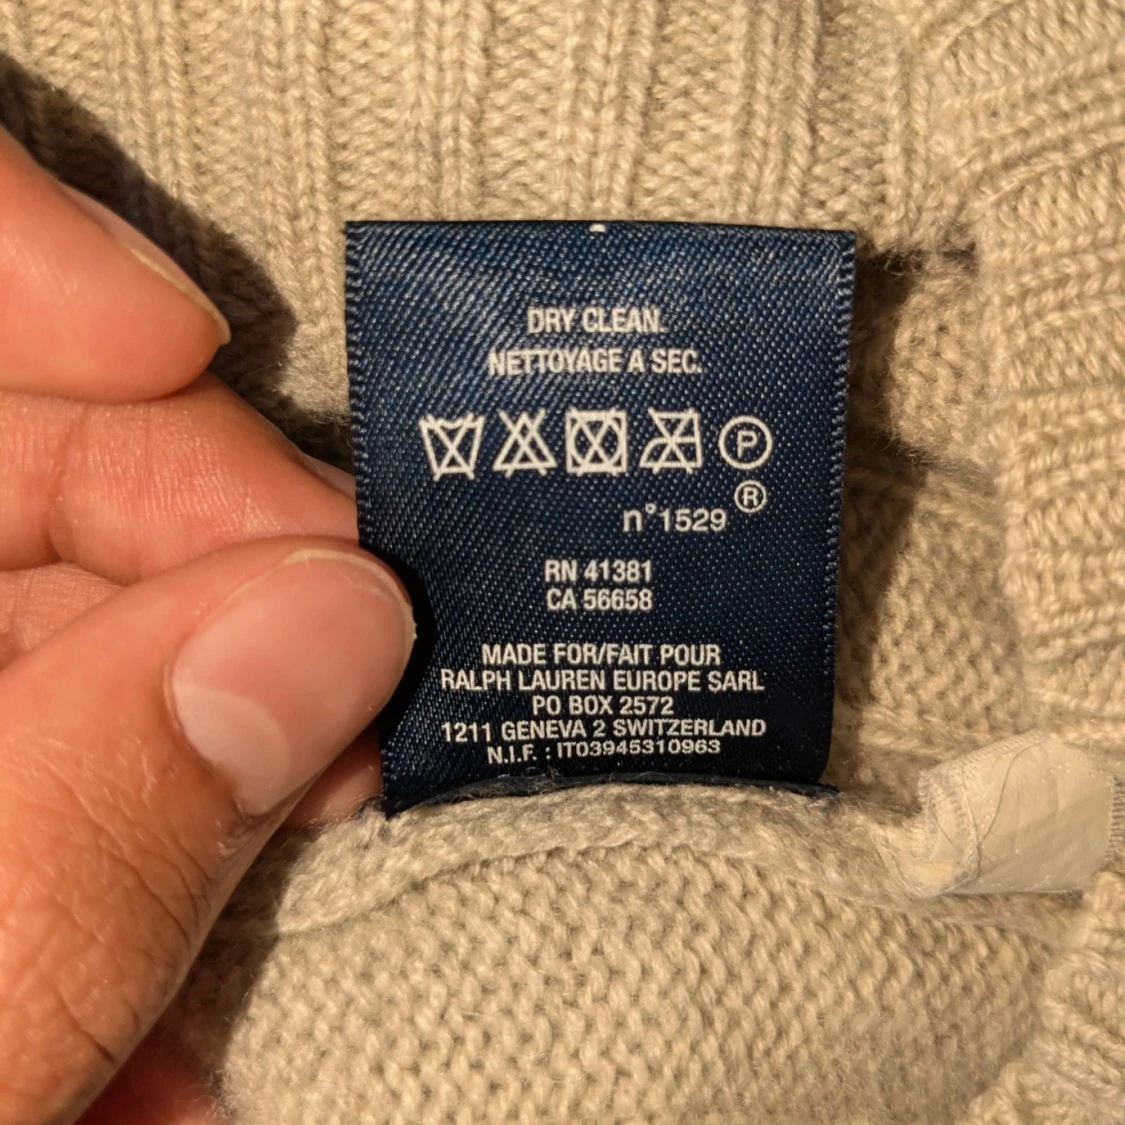 DRY CLEAN.
NETTOYAGE A SEC.
P
®
n°1529
RN 41381
CA 56658
MADE FOR/FAIT POUR
RALPH LAUREN EUROPE SARL
PO BOX 2572
1211 GENEVA 2 SWITZERLAND
N.I.F. : IT03945310963